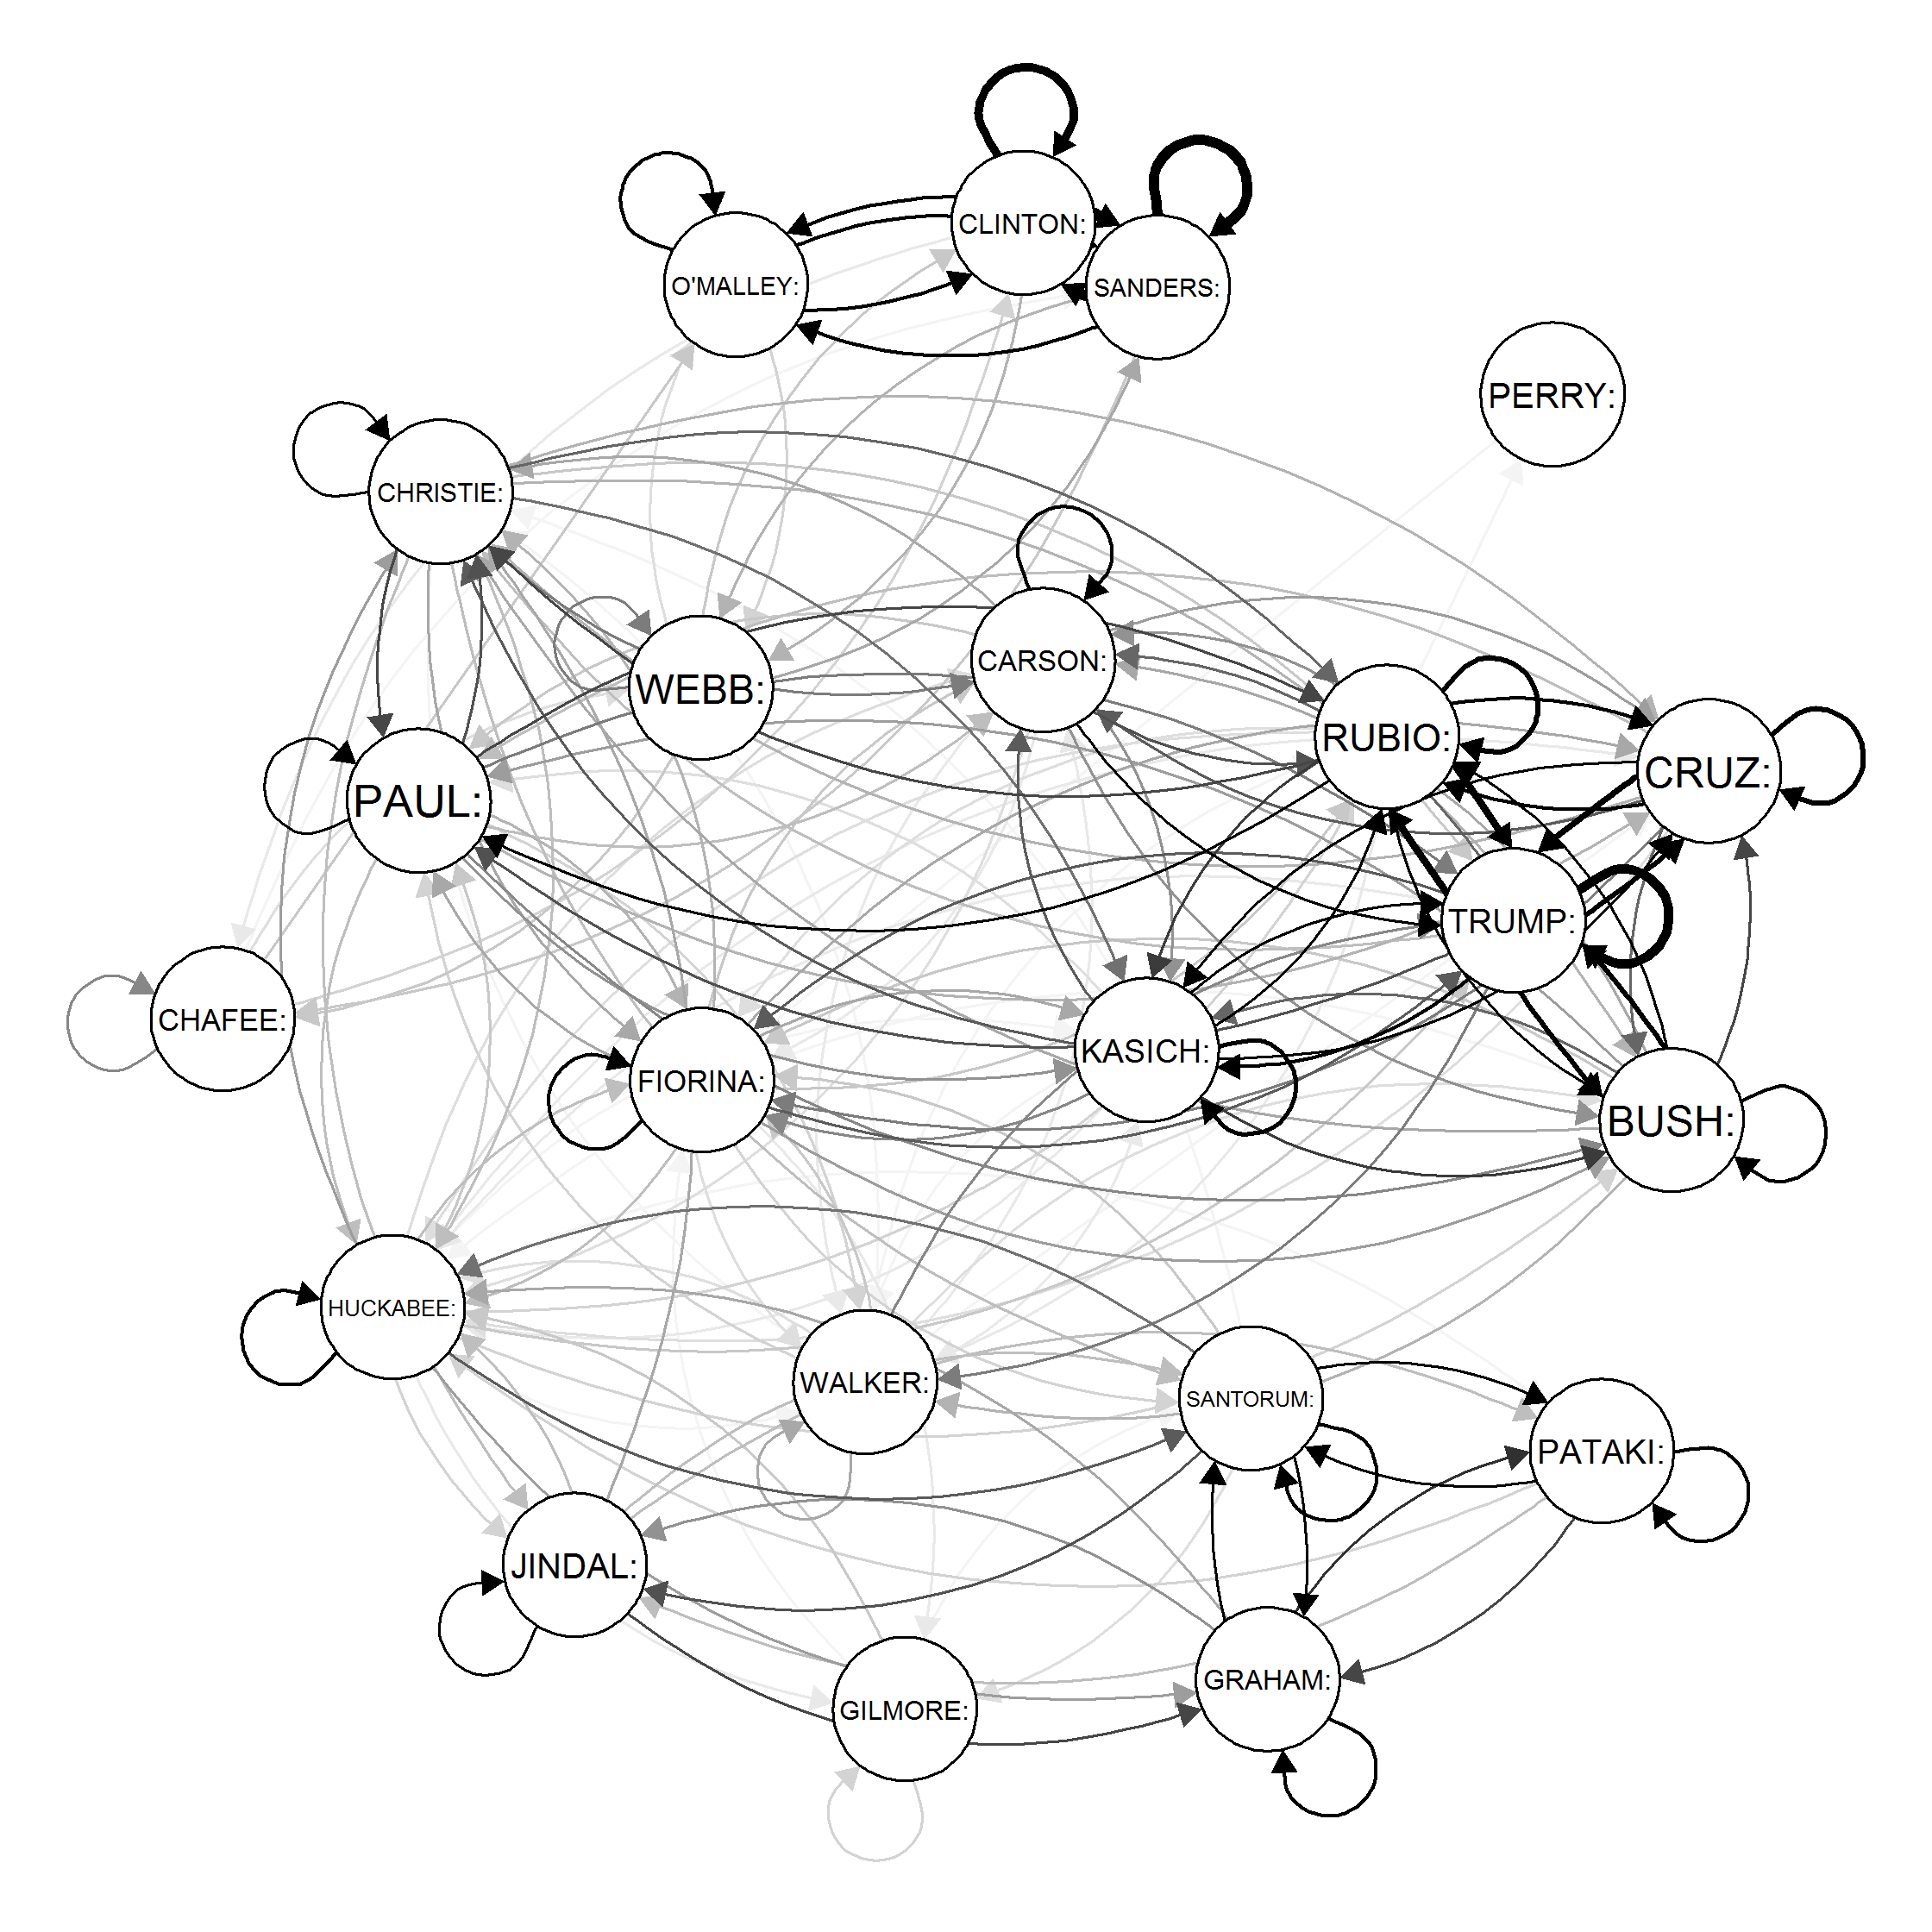 CLINTON:
O'MALLEY:
SANDERS:
PERRY:
CHRISTIE:
CARSON:
WEBB:
RUBIO:
CRUZ:
PAUL:
TRUMP:
CHAFEE:
KASICH:
FIORINA:
BUSH:
HUCKABEE:
WALKER:
SANTORUM:
PATAKI:
JINDAL:
GRAHAM:
GILMORE: